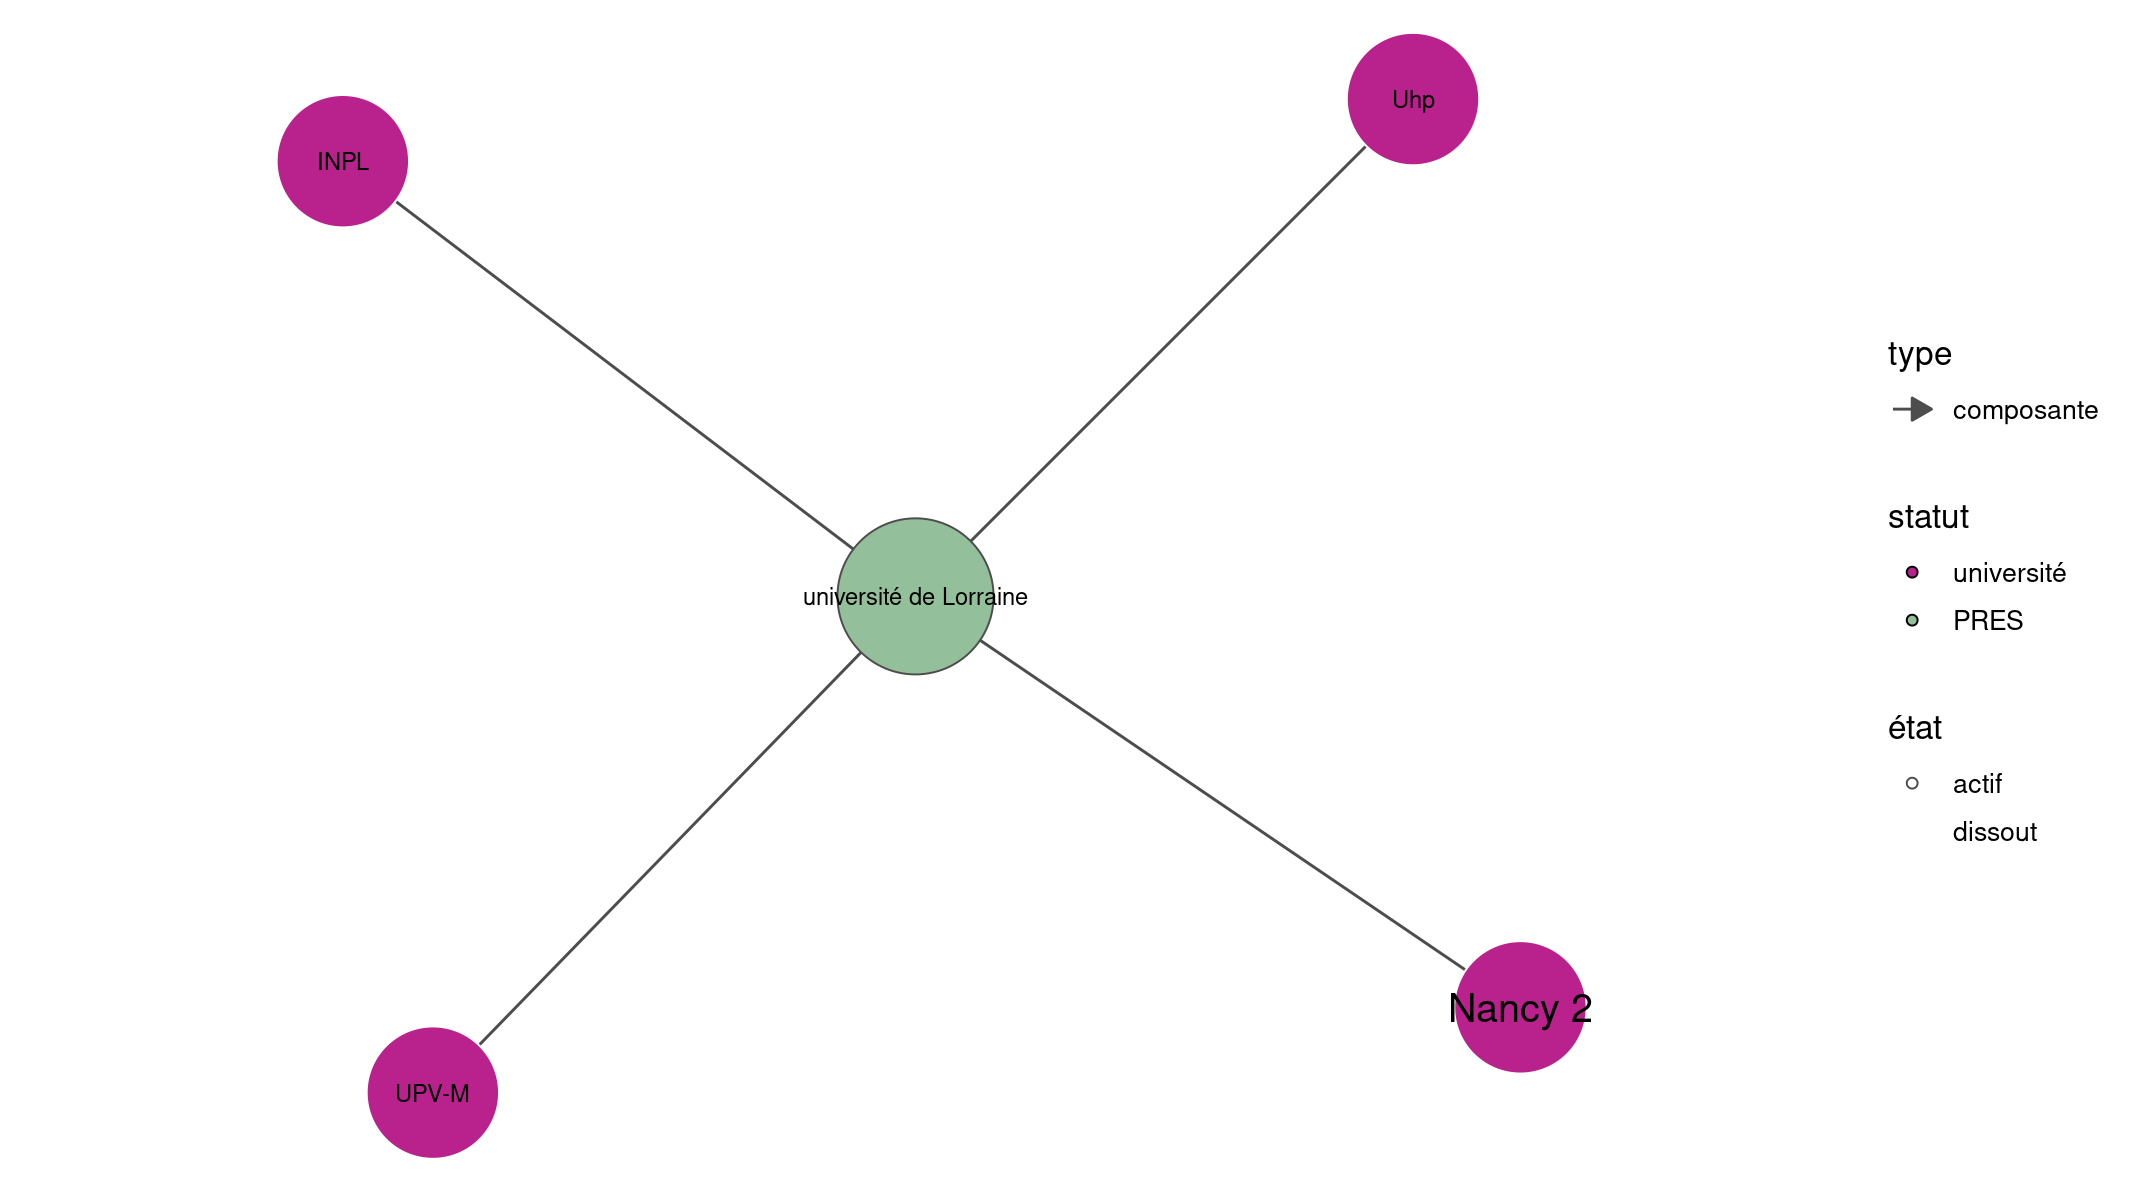 Uhp
INPL
université de Lorraine
Nancy 2
UPV-M
type
composante
statut
université
PRES
état
actif
dissout